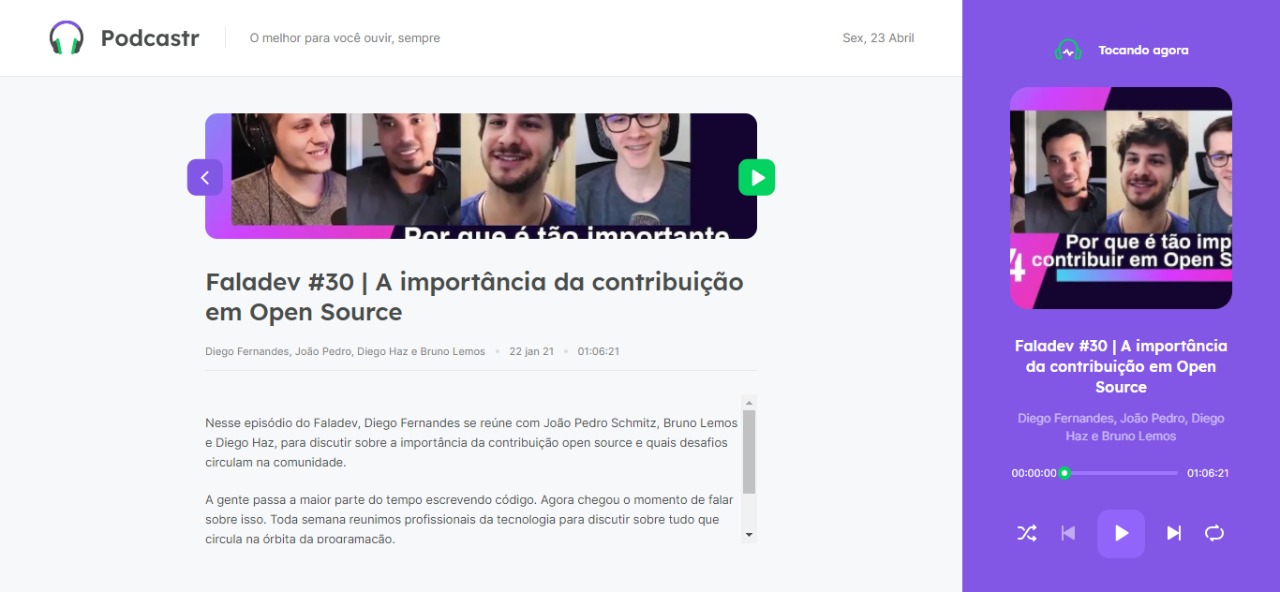 Podcastr
O melhor para você ouvir, sempre
Sex, 23 Abril
Por que é tão importante
Faladev #30 | A importância da contribuição
em Open Source
Diego Fernandes, João Pedro, Diego Haz e Bruno Lemos • 22 jan 21 • 01:06:21
Nesse episódio do Faladev, Diego Fernandes se reúne com João Pedro Schmitz, Bruno Lemos
e Diego Haz, para discutir sobre a importância da contribuição open source e quais desafios
circulam na comunidade.
A gente passa a maior parte do tempo escrevendo código. Agora chegou o momento de falar
sobre isso. Toda semana reunimos profissionais da tecnologia para discutir sobre tudo que
circula na órbita da programação.
Tocando agora
Por que é tão imp
4 contribuir em Open S
Faladev #30 | A importância
da contribuição em Open
Source
Diego Fernandes, João Pedro, Diego
Haz e Bruno Lemos
00:00:00 01:06:21